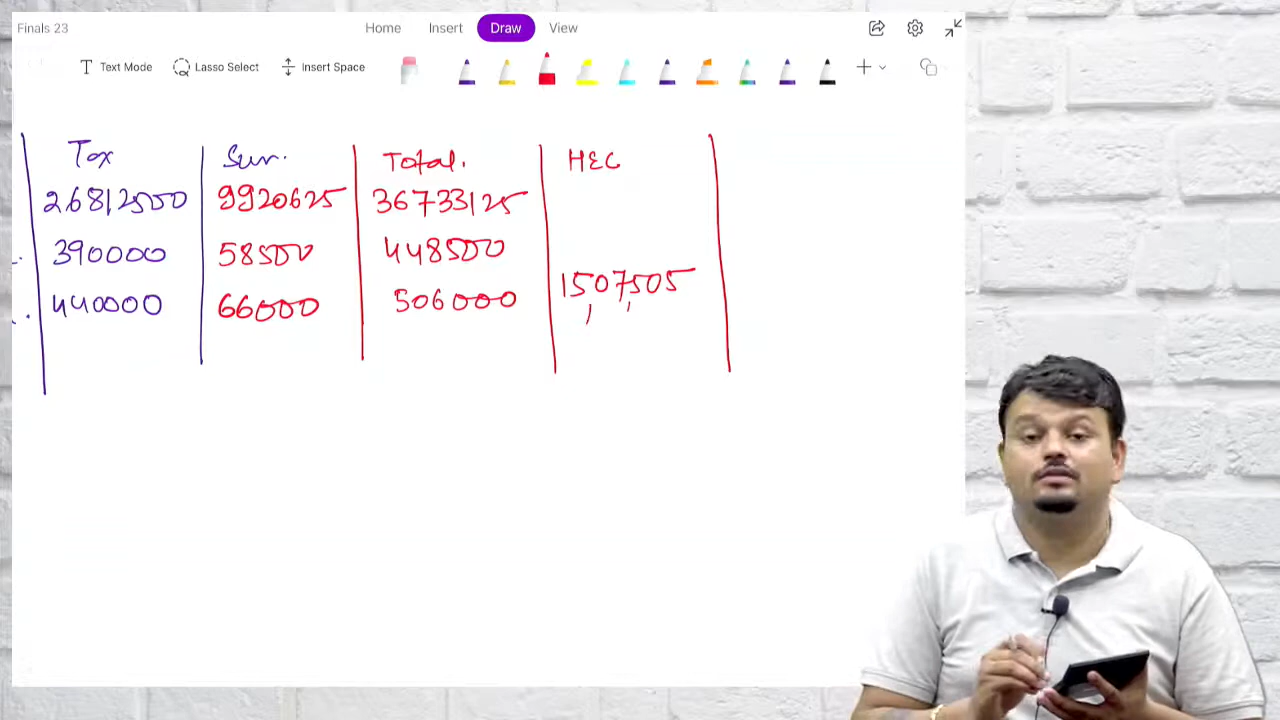 Finals 23 Home Insert Draw View
Text Mode Lasso Select Insert Space
Tax Sur. Total. HEC
26812500 9920625 36733125
390000 58500 448500
1507505
440000 66000 506000